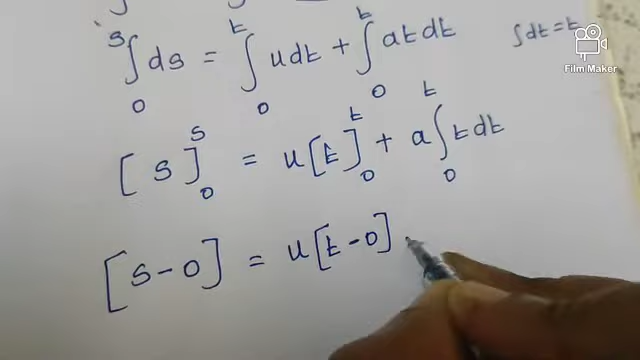 ∫₀ˢ ds = ∫₀ᵗ u dt + ∫₀ᵗ at dt   ∫dt = t
Film Maker
[s]₀ˢ = u[t]₀ᵗ + a∫₀ᵗ t dt
[s-0] = u[t-0]